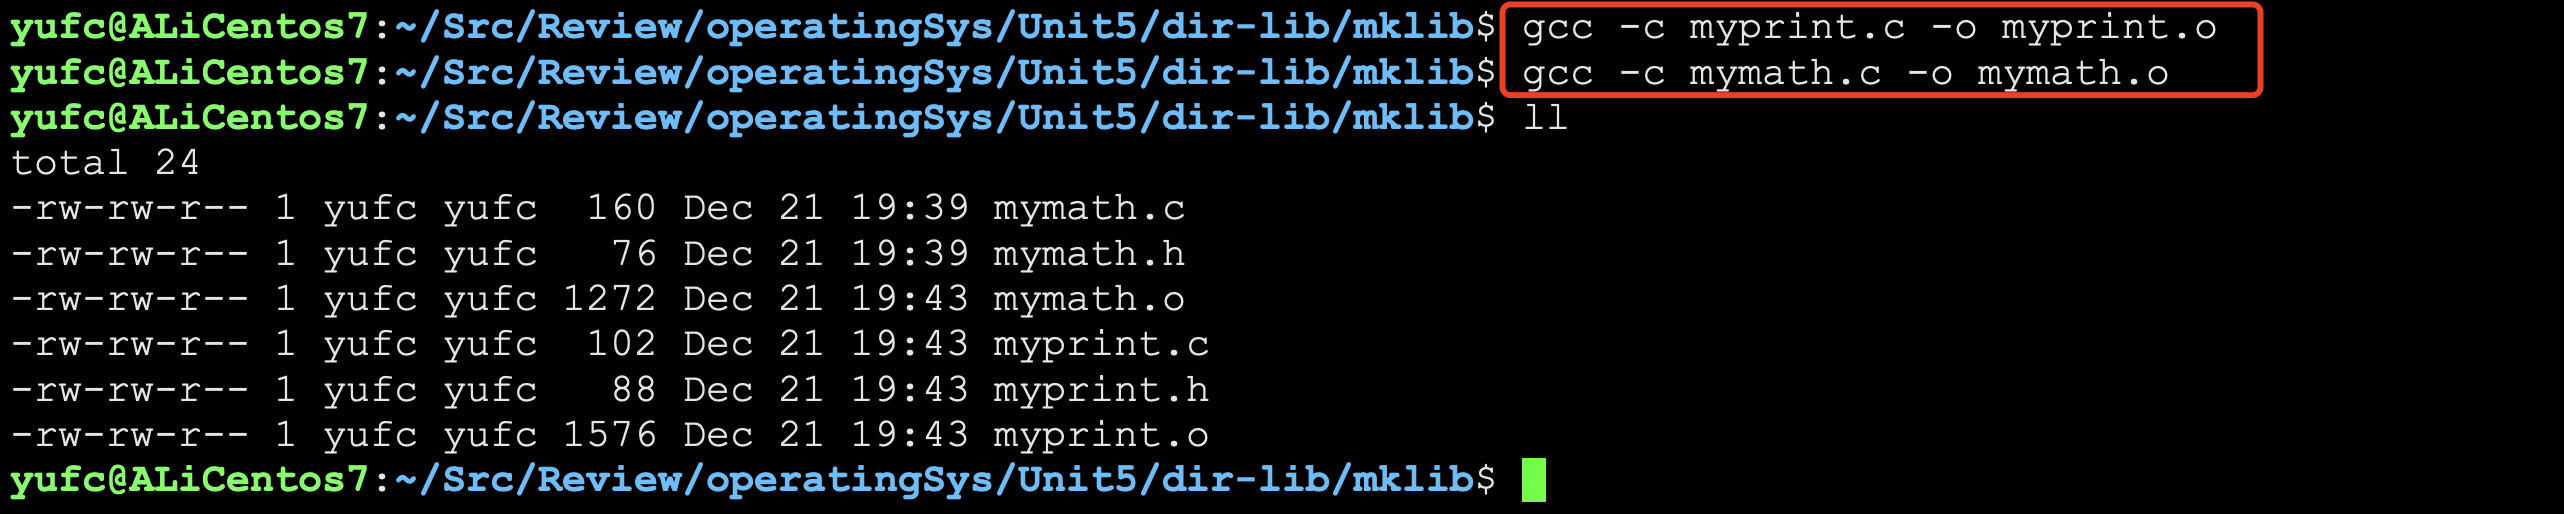 yufc@ALiCentos7:~/Src/Review/operatingSys/Unit5/dir-lib/mklib$ gcc -c myprint.c -o myprint.o
yufc@ALiCentos7:~/Src/Review/operatingSys/Unit5/dir-lib/mklib$ gcc -c mymath.c -o mymath.o
yufc@ALiCentos7:~/Src/Review/operatingSys/Unit5/dir-lib/mklib$ ll
total 24
-rw-rw-r-- 1 yufc yufc  160 Dec 21 19:39 mymath.c
-rw-rw-r-- 1 yufc yufc   76 Dec 21 19:39 mymath.h
-rw-rw-r-- 1 yufc yufc 1272 Dec 21 19:43 mymath.o
-rw-rw-r-- 1 yufc yufc  102 Dec 21 19:43 myprint.c
-rw-rw-r-- 1 yufc yufc   88 Dec 21 19:43 myprint.h
-rw-rw-r-- 1 yufc yufc 1576 Dec 21 19:43 myprint.o
yufc@ALiCentos7:~/Src/Review/operatingSys/Unit5/dir-lib/mklib$